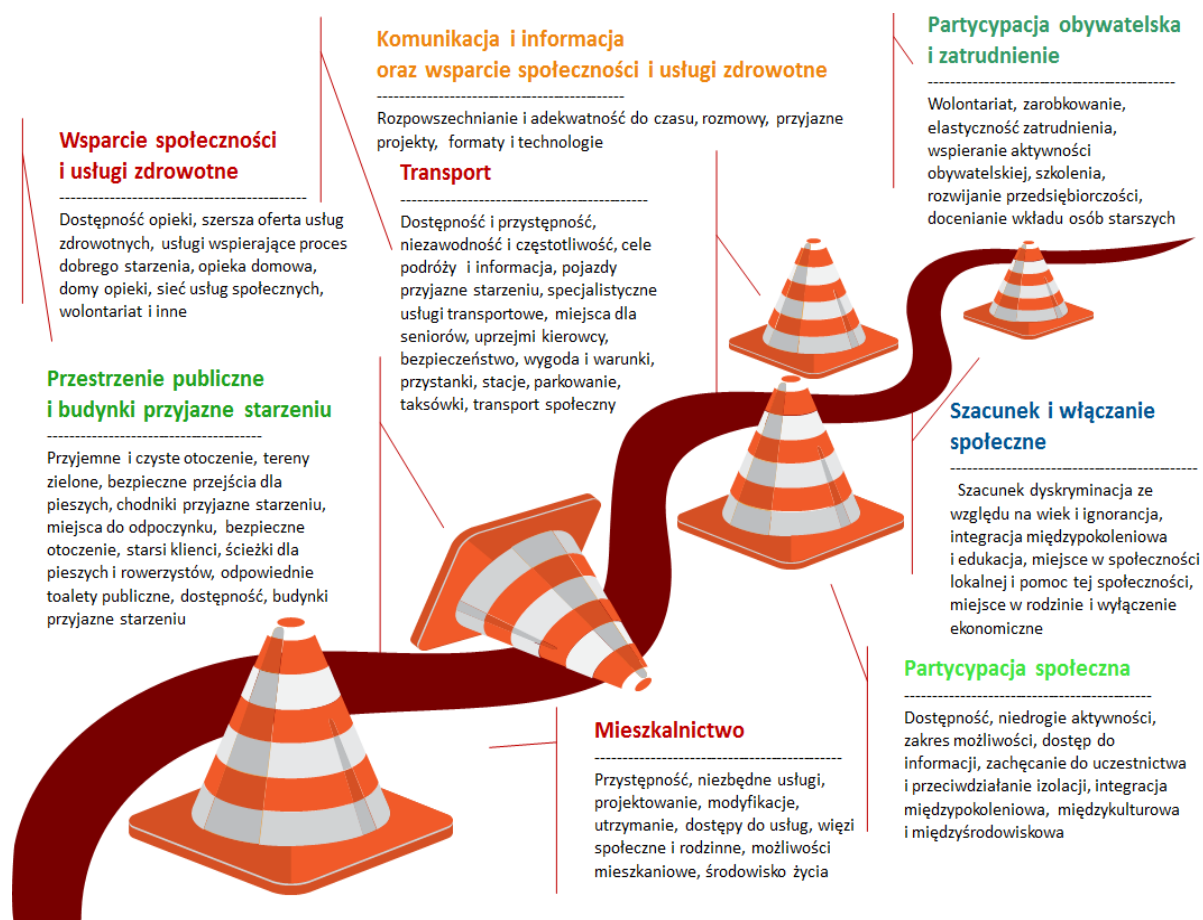 Komunikacja i informacja
oraz wsparcie społeczności i usługi zdrowotne
Rozpowszechnianie i adekwatność do czasu, rozmowy, przyjazne
projekty, formaty i technologie
Partycypacja obywatelska
i zatrudnienie
Wolontariat, zarobkowanie,
elastyczność zatrudnienia,
wspieranie aktywności
obywatelskiej, szkolenia,
rozwijanie przedsiębiorczości,
docenianie wkładu osób starszych
Wsparcie społeczności
i usługi zdrowotne
Dostępność opieki, szersza oferta usług
zdrowotnych, usługi wspierające proces
dobrego starzenia, opieka domowa,
domy opieki, sieć usług społecznych,
wolontariat i inne
Transport
Dostępność i przystępność,
niezawodność i częstotliwość, cele
podróży i informacja, pojazdy
przyjazne starzeniu, specjalistyczne
usługi transportowe, miejsca dla
seniorów, uprzejmi kierowcy,
bezpieczeństwo, wygoda i warunki,
przystanki, stacje, parkowanie,
taksówki, transport społeczny
Przestrzenie publiczne
i budynki przyjazne starzeniu
Przyjemne i czyste otoczenie, tereny
zielone, bezpieczne przejścia dla
pieszych, chodniki przyjazne starzeniu,
miejsca do odpoczynku, bezpieczne
otoczenie, starsi klienci, ścieżki dla
pieszych i rowerzystów, odpowiednie
toalety publiczne, dostępność, budynki
przyjazne starzeniu
Szacunek i włączanie
społeczne
Szacunek dyskryminacja ze
względu na wiek i ignorancja,
integracja międzypokoleniowa
i edukacja, miejsce w społeczności
lokalnej i pomoc tej społeczności,
miejsce w rodzinie i wyłączenie
ekonomiczne
Mieszkalnictwo
Przystępność, niezbędne usługi,
projektowanie, modyfikacje,
utrzymanie, dostępy do usług, więzi
społeczne i rodzinne, możliwości
mieszkaniowe, środowisko życia
Partycypacja społeczna
Dostępność, niedrogie aktywności,
zakres możliwości, dostęp do
informacji, zachęcanie do uczestnictwa
i przeciwdziałanie izolacji, integracja
międzypokoleniowa, międzykulturowa
i międzyśrodowiskowa